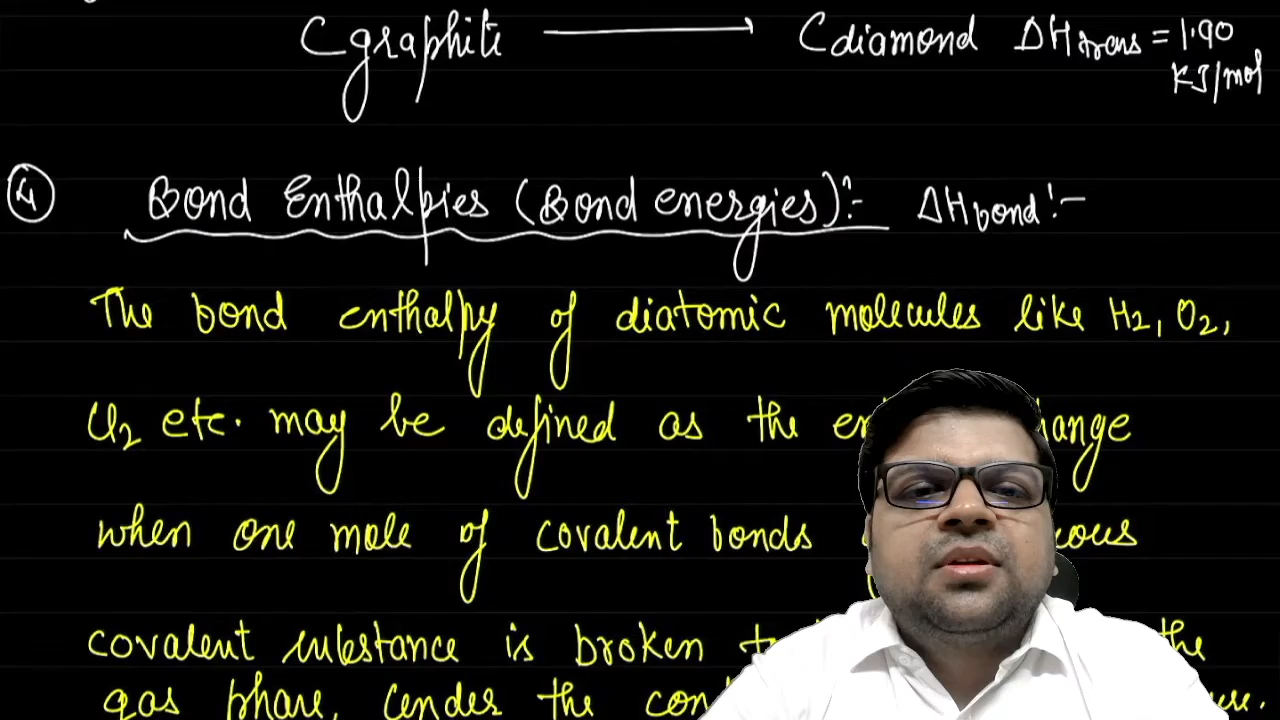 Cgraphite → Cdiamond ΔHtrans = 1.90
KJ/mol
④ Bond Enthalpies (Bond energies):- ΔHbond:-
The bond enthalpy of diatomic molecules like H2, O2,
Cl2 etc. may be defined as the
when one mole of covalent bonds
covalent substance is broken the
gas phase, under the